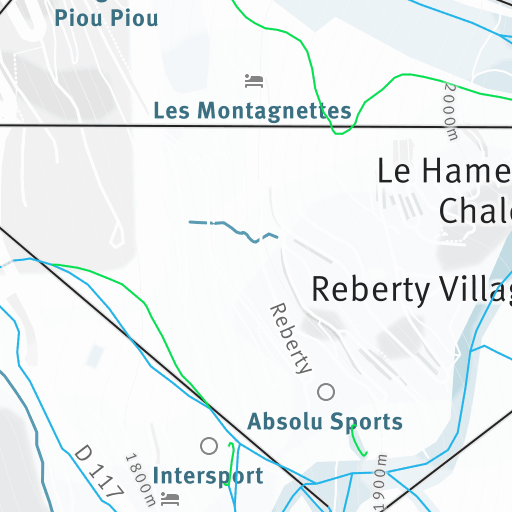 Piou Piou
Les Montagnettes
2000m
Le Hame
Chal
Reberty Villag
Reberty
Absolu Sports
Intersport
D 117
1800m
1900m